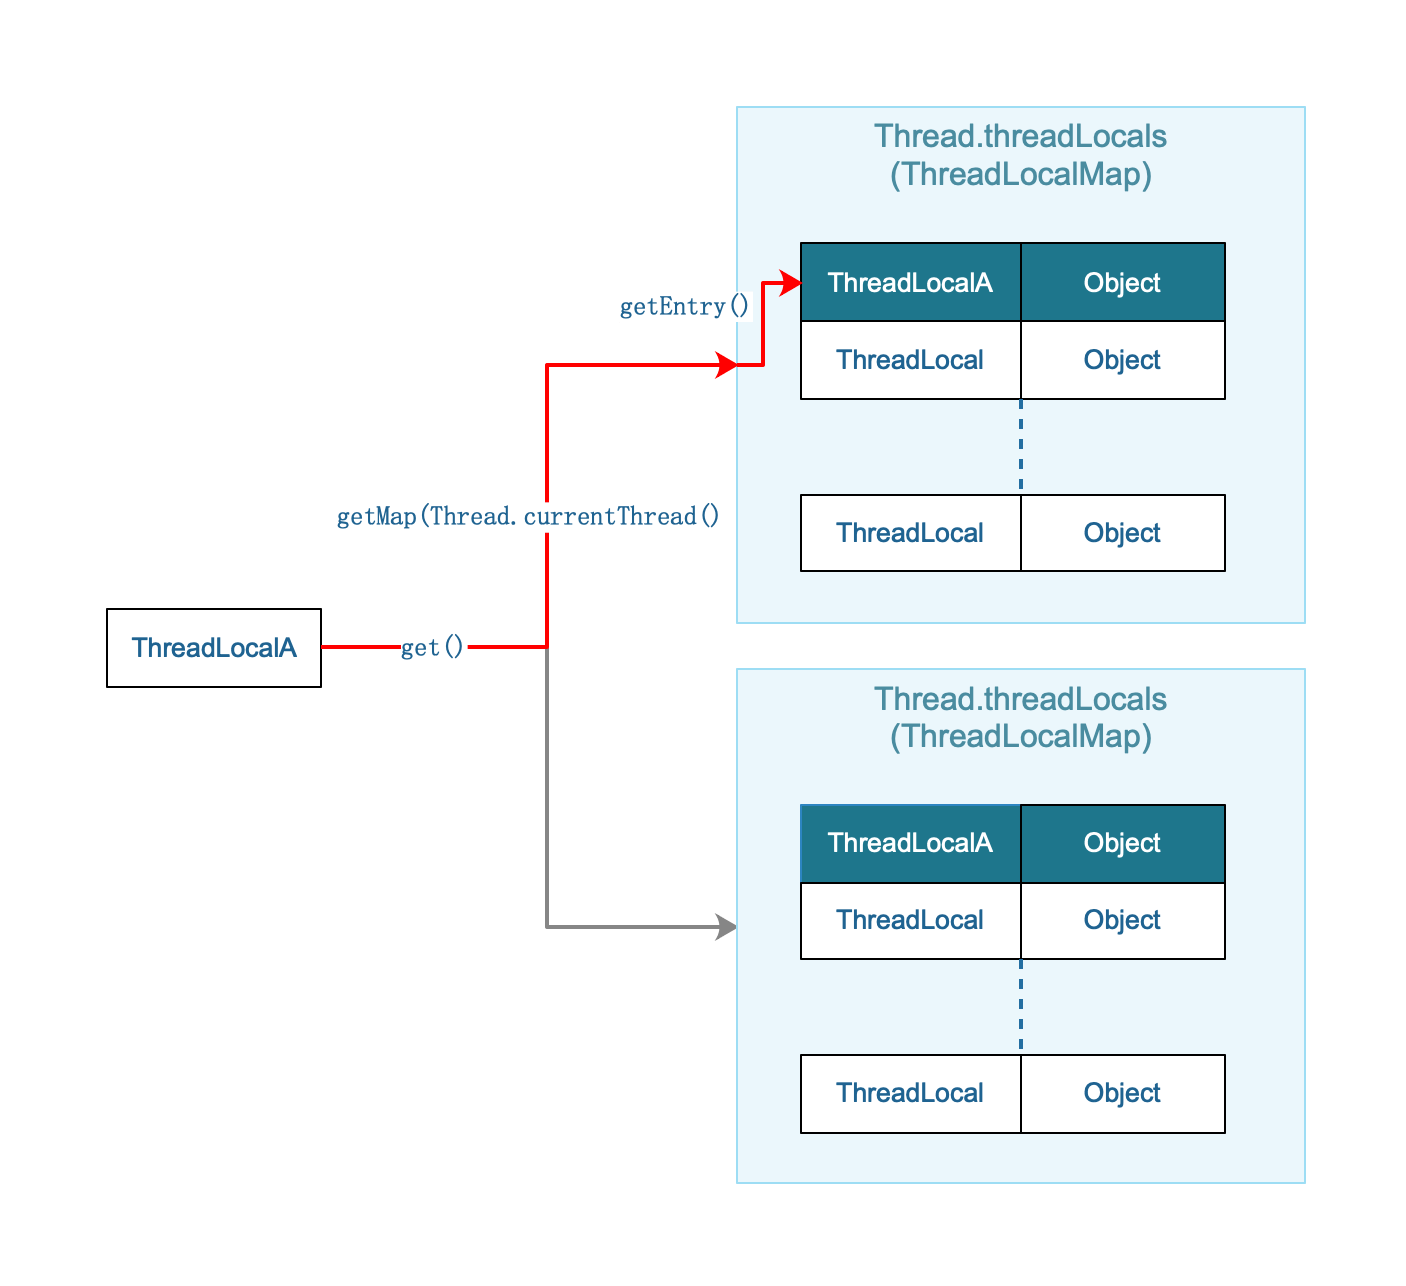 Thread.threadLocals
(ThreadLocalMap)
ThreadLocalA Object
getEntry()
ThreadLocal Object
getMap(Thread.currentThread()
ThreadLocal Object
ThreadLocalA
get()
Thread.threadLocals
(ThreadLocalMap)
ThreadLocalA Object
ThreadLocal Object
ThreadLocal Object